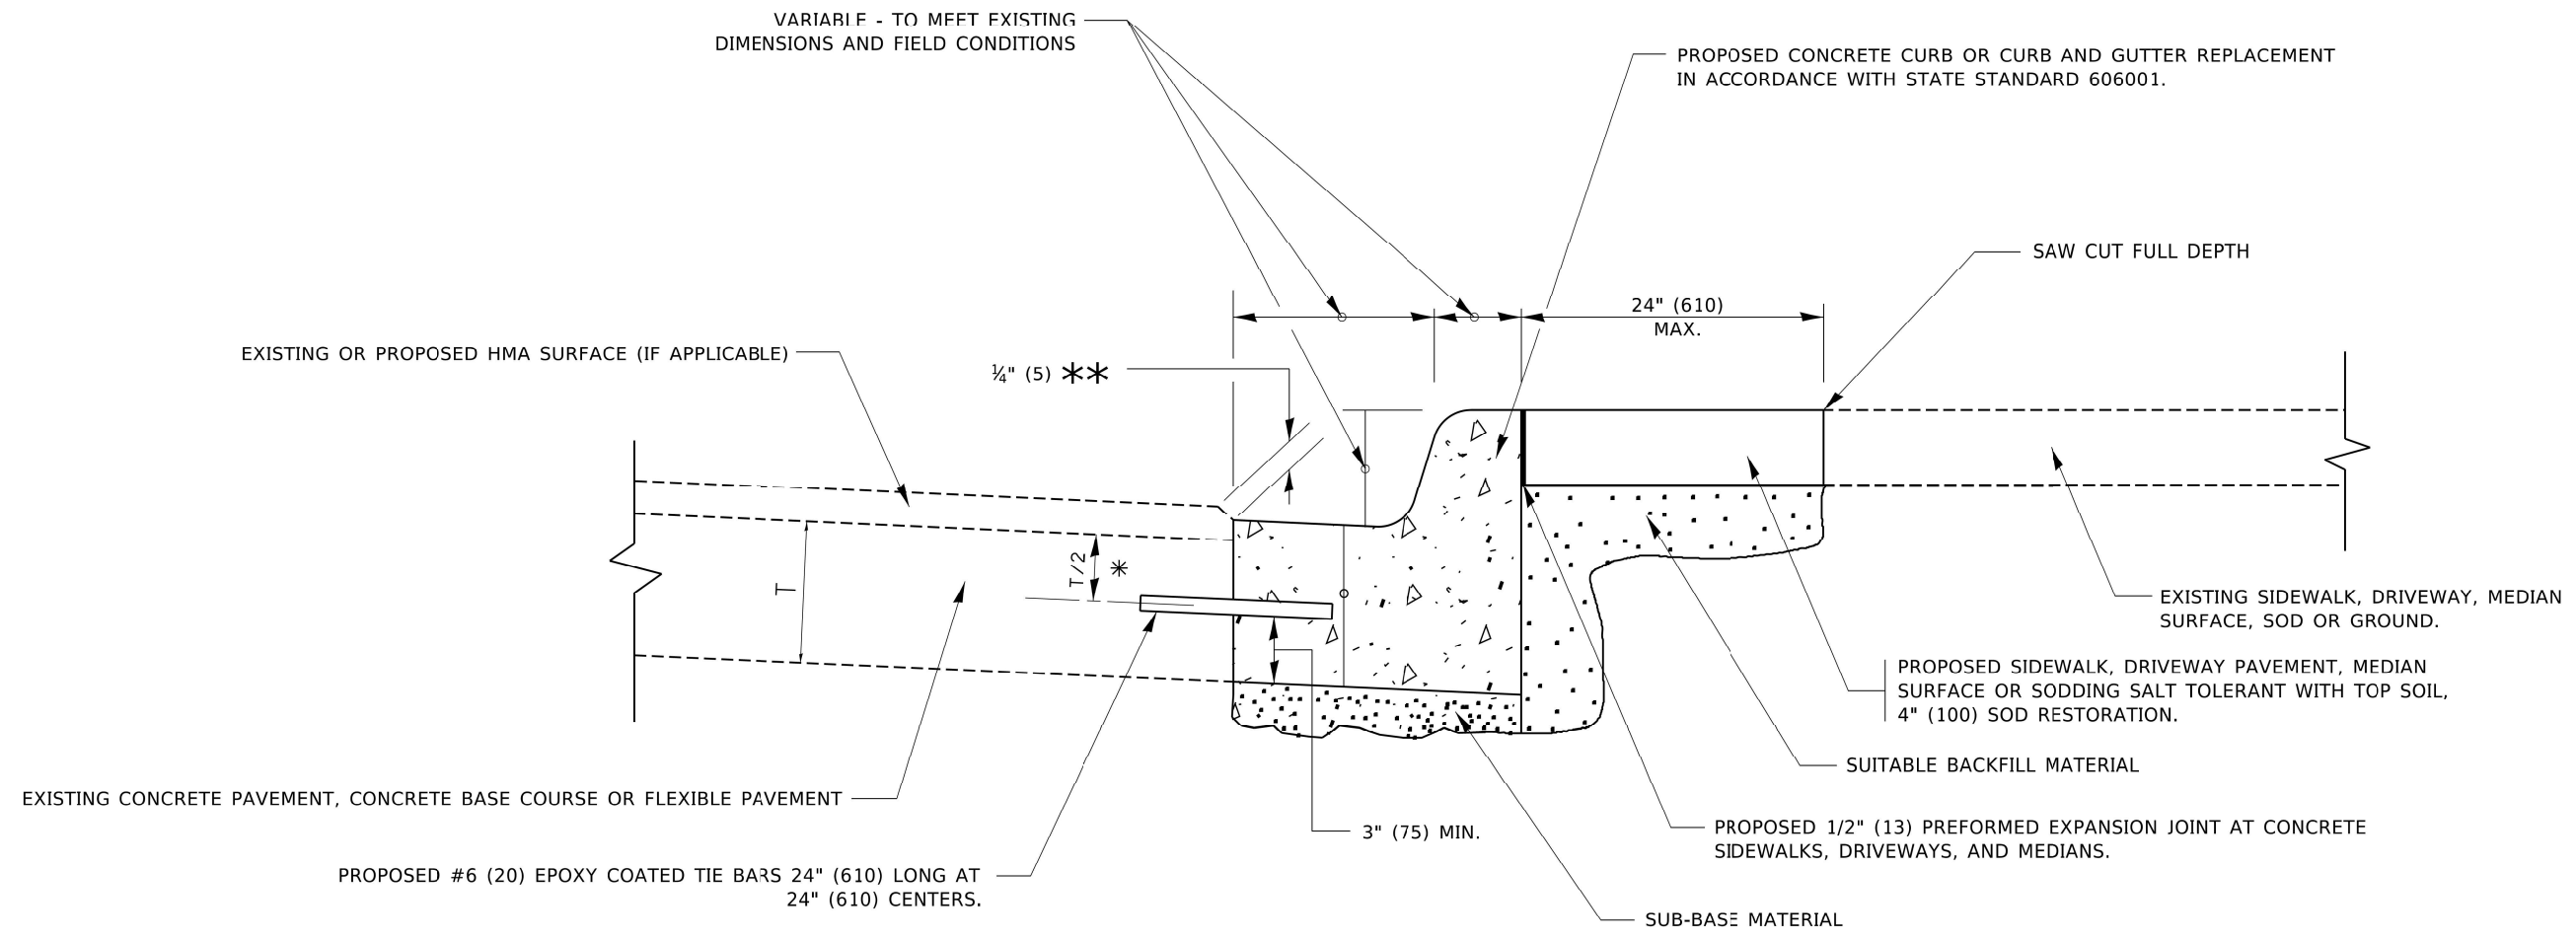 VARIABLE - TO MEET EXISTING
DIMENSIONS AND FIELD CONDITIONS
PROPOSED CONCRETE CURB OR CURB AND GUTTER REPLACEMENT
IN ACCORDANCE WITH STATE STANDARD 606001.
SAW CUT FULL DEPTH
24" (610)
MAX.
EXISTING OR PROPOSED HMA SURFACE (IF APPLICABLE)
¼" (5) **
T/2 *
T
EXISTING SIDEWALK, DRIVEWAY, MEDIAN
SURFACE, SOD OR GROUND.
PROPOSED SIDEWALK, DRIVEWAY PAVEMENT, MEDIAN
SURFACE OR SODDING SALT TOLERANT WITH TOP SOIL,
4" (100) SOD RESTORATION.
SUITABLE BACKFILL MATERIAL
EXISTING CONCRETE PAVEMENT, CONCRETE BASE COURSE OR FLEXIBLE PAVEMENT
3" (75) MIN.
PROPOSED 1/2" (13) PREFORMED EXPANSION JOINT AT CONCRETE
SIDEWALKS, DRIVEWAYS, AND MEDIANS.
PROPOSED #6 (20) EPOXY COATED TIE BARS 24" (610) LONG AT
24" (610) CENTERS.
SUB-BASE MATERIAL